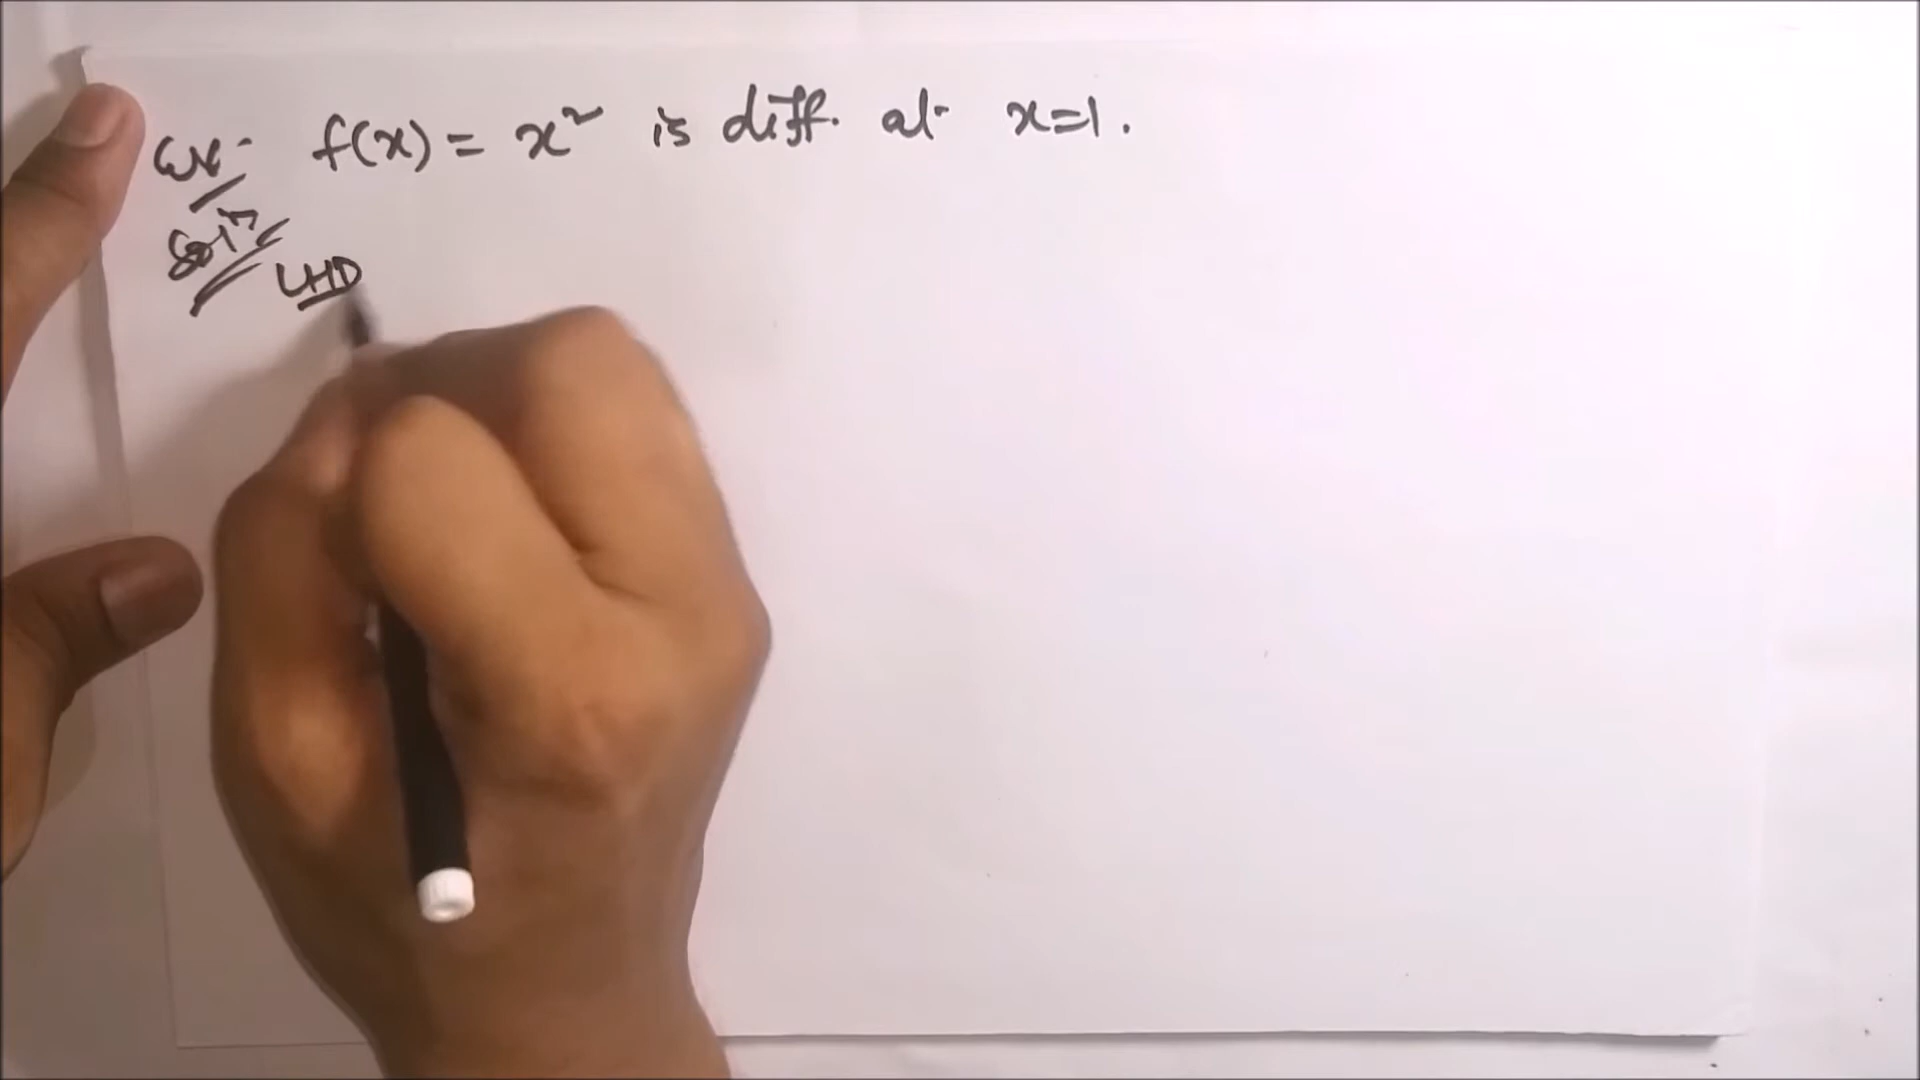 Ex- f(x) = x² is diff. at x=1.
Solⁿ
LHD